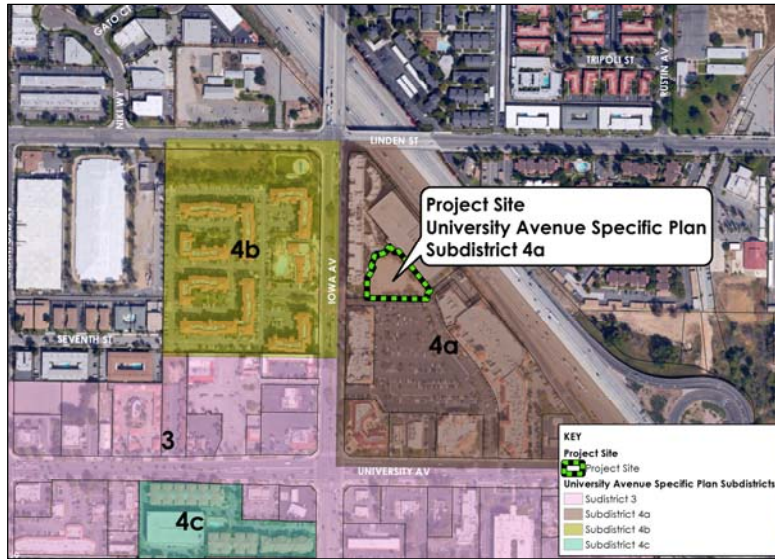 GATO CT
NIKI WY
TRIPOLI ST
RUSTIN AV
LINDEN ST
Project Site
University Avenue Specific Plan
Subdistrict 4a
4b
IOWA AV
4a
SEVENTH ST
3
UNIVERSITY AV
4c
KEY
Project Site
Project Site
University Avenue Specific Plan Subdistricts
Sudistrict 3
Subdistrict 4a
Subdistrict 4b
Subdistrict 4c